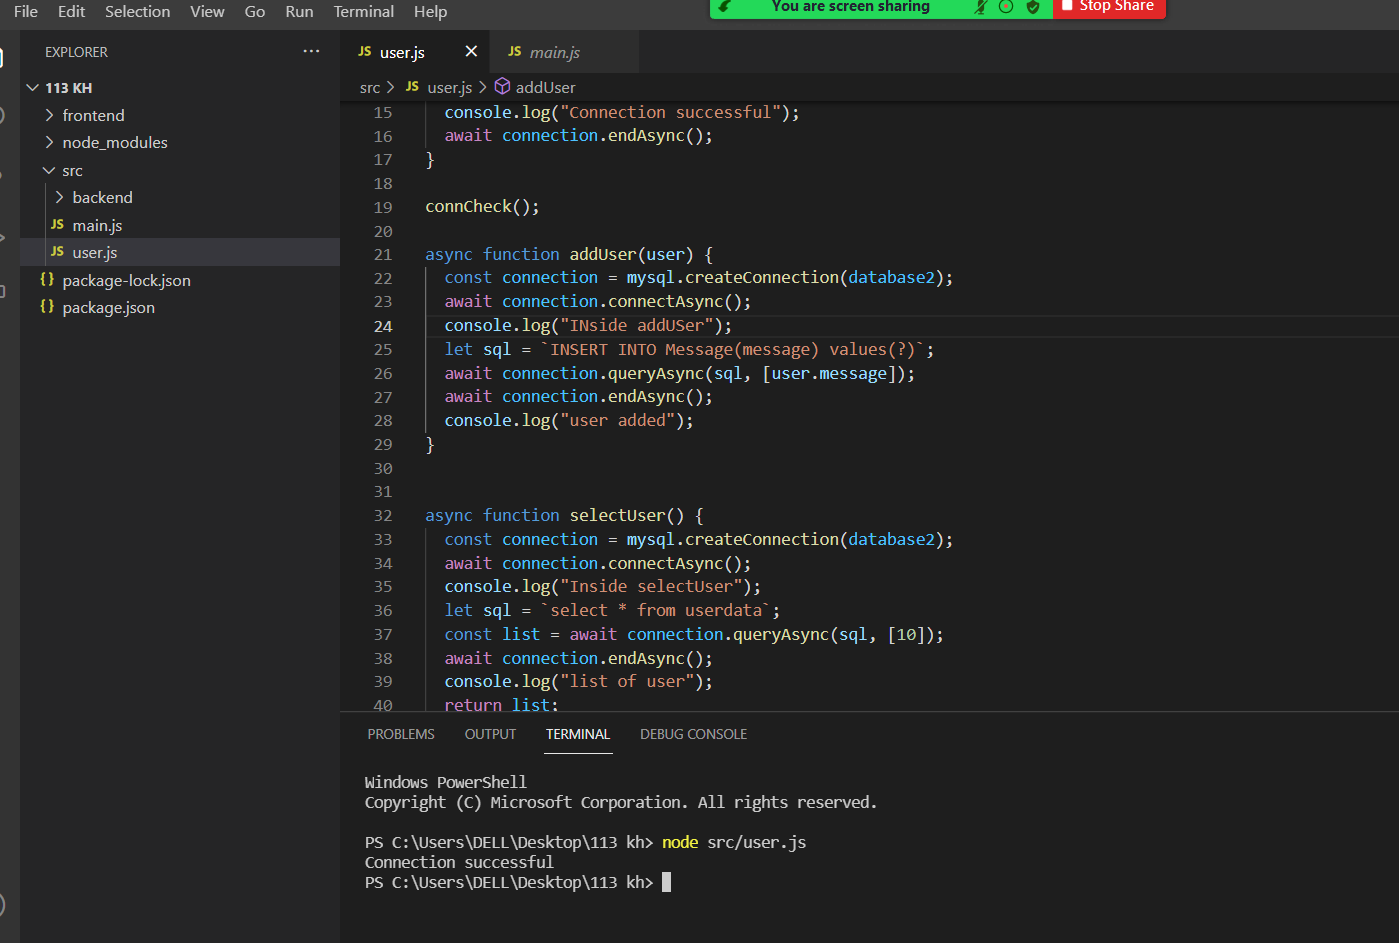 File Edit Selection View Go Run Terminal Help
You are screen sharing Stop Share
EXPLORER ···
113 KH
frontend
node_modules
src
backend
JS main.js
JS user.js
{} package-lock.json
{} package.json
JS user.js × JS main.js
src > JS user.js > addUser
15 console.log("Connection successful");
16 await connection.endAsync();
17 }
18
19 connCheck();
20
21 async function addUser(user) {
22 const connection = mysql.createConnection(database2);
23 await connection.connectAsync();
24 console.log("INside addUSer");
25 let sql = `INSERT INTO Message(message) values(?)`;
26 await connection.queryAsync(sql, [user.message]);
27 await connection.endAsync();
28 console.log("user added");
29 }
30
31
32 async function selectUser() {
33 const connection = mysql.createConnection(database2);
34 await connection.connectAsync();
35 console.log("Inside selectUser");
36 let sql = `select * from userdata`;
37 const list = await connection.queryAsync(sql, [10]);
38 await connection.endAsync();
39 console.log("list of user");
40 return list;
PROBLEMS OUTPUT TERMINAL DEBUG CONSOLE
Windows PowerShell
Copyright (C) Microsoft Corporation. All rights reserved.
PS C:\Users\DELL\Desktop\113 kh> node src/user.js
Connection successful
PS C:\Users\DELL\Desktop\113 kh>